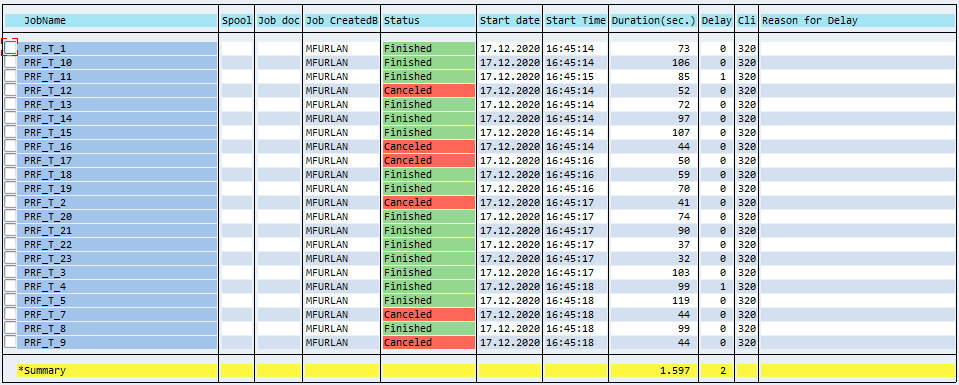 JobName Spool Job doc Job CreatedB Status Start date Start Time Duration(sec.) Delay Cli Reason for Delay
PRF_T_1 MFURLAN Finished 17.12.2020 16:45:14 73 0 320
PRF_T_10 MFURLAN Finished 17.12.2020 16:45:14 106 0 320
PRF_T_11 MFURLAN Finished 17.12.2020 16:45:15 85 1 320
PRF_T_12 MFURLAN Canceled 17.12.2020 16:45:14 52 0 320
PRF_T_13 MFURLAN Finished 17.12.2020 16:45:14 72 0 320
PRF_T_14 MFURLAN Finished 17.12.2020 16:45:14 97 0 320
PRF_T_15 MFURLAN Finished 17.12.2020 16:45:14 107 0 320
PRF_T_16 MFURLAN Canceled 17.12.2020 16:45:14 44 0 320
PRF_T_17 MFURLAN Canceled 17.12.2020 16:45:16 50 0 320
PRF_T_18 MFURLAN Finished 17.12.2020 16:45:16 59 0 320
PRF_T_19 MFURLAN Finished 17.12.2020 16:45:16 70 0 320
PRF_T_2 MFURLAN Canceled 17.12.2020 16:45:17 41 0 320
PRF_T_20 MFURLAN Finished 17.12.2020 16:45:17 74 0 320
PRF_T_21 MFURLAN Finished 17.12.2020 16:45:17 90 0 320
PRF_T_22 MFURLAN Finished 17.12.2020 16:45:17 37 0 320
PRF_T_23 MFURLAN Finished 17.12.2020 16:45:17 32 0 320
PRF_T_3 MFURLAN Finished 17.12.2020 16:45:17 103 0 320
PRF_T_4 MFURLAN Finished 17.12.2020 16:45:18 99 1 320
PRF_T_5 MFURLAN Finished 17.12.2020 16:45:18 119 0 320
PRF_T_7 MFURLAN Canceled 17.12.2020 16:45:18 44 0 320
PRF_T_8 MFURLAN Finished 17.12.2020 16:45:18 99 0 320
PRF_T_9 MFURLAN Canceled 17.12.2020 16:45:18 44 0 320
*Summary 1.597 2